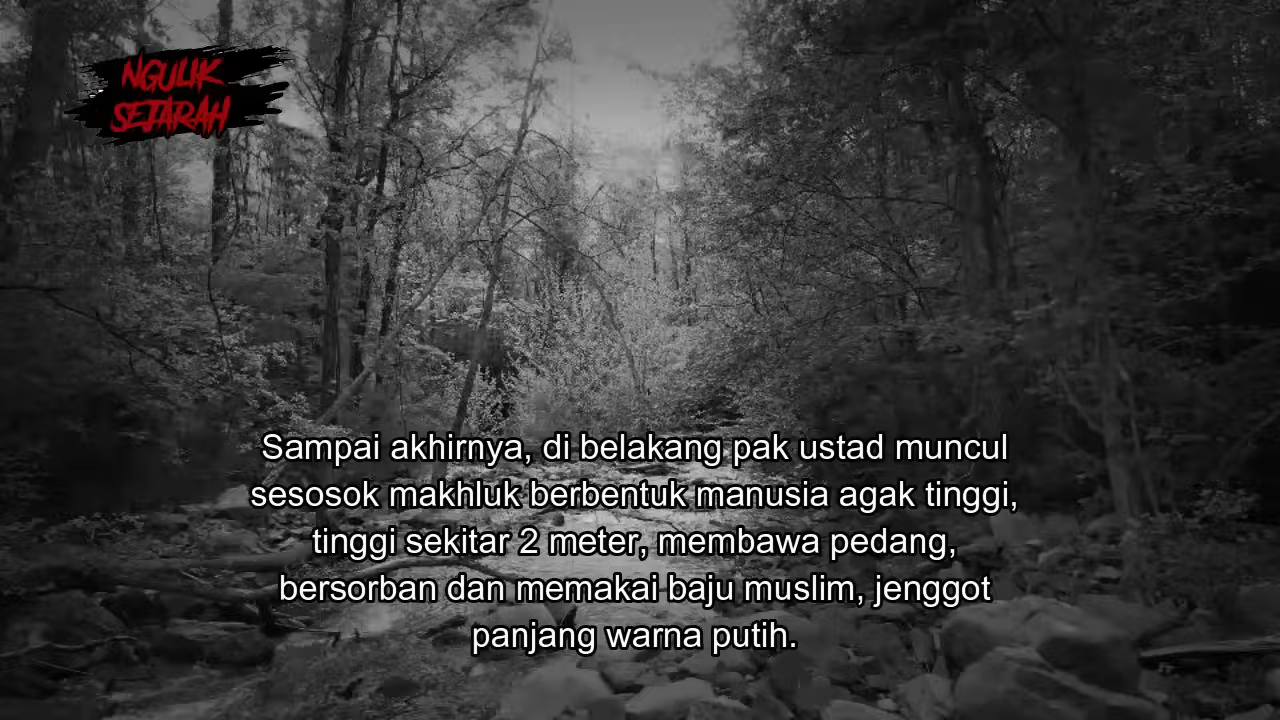 NGULIK
SEJARAH
Sampai akhirnya, di belakang pak ustad muncul
sesosok makhluk berbentuk manusia agak tinggi,
tinggi sekitar 2 meter, membawa pedang,
bersorban dan memakai baju muslim, jenggot
panjang warna putih.